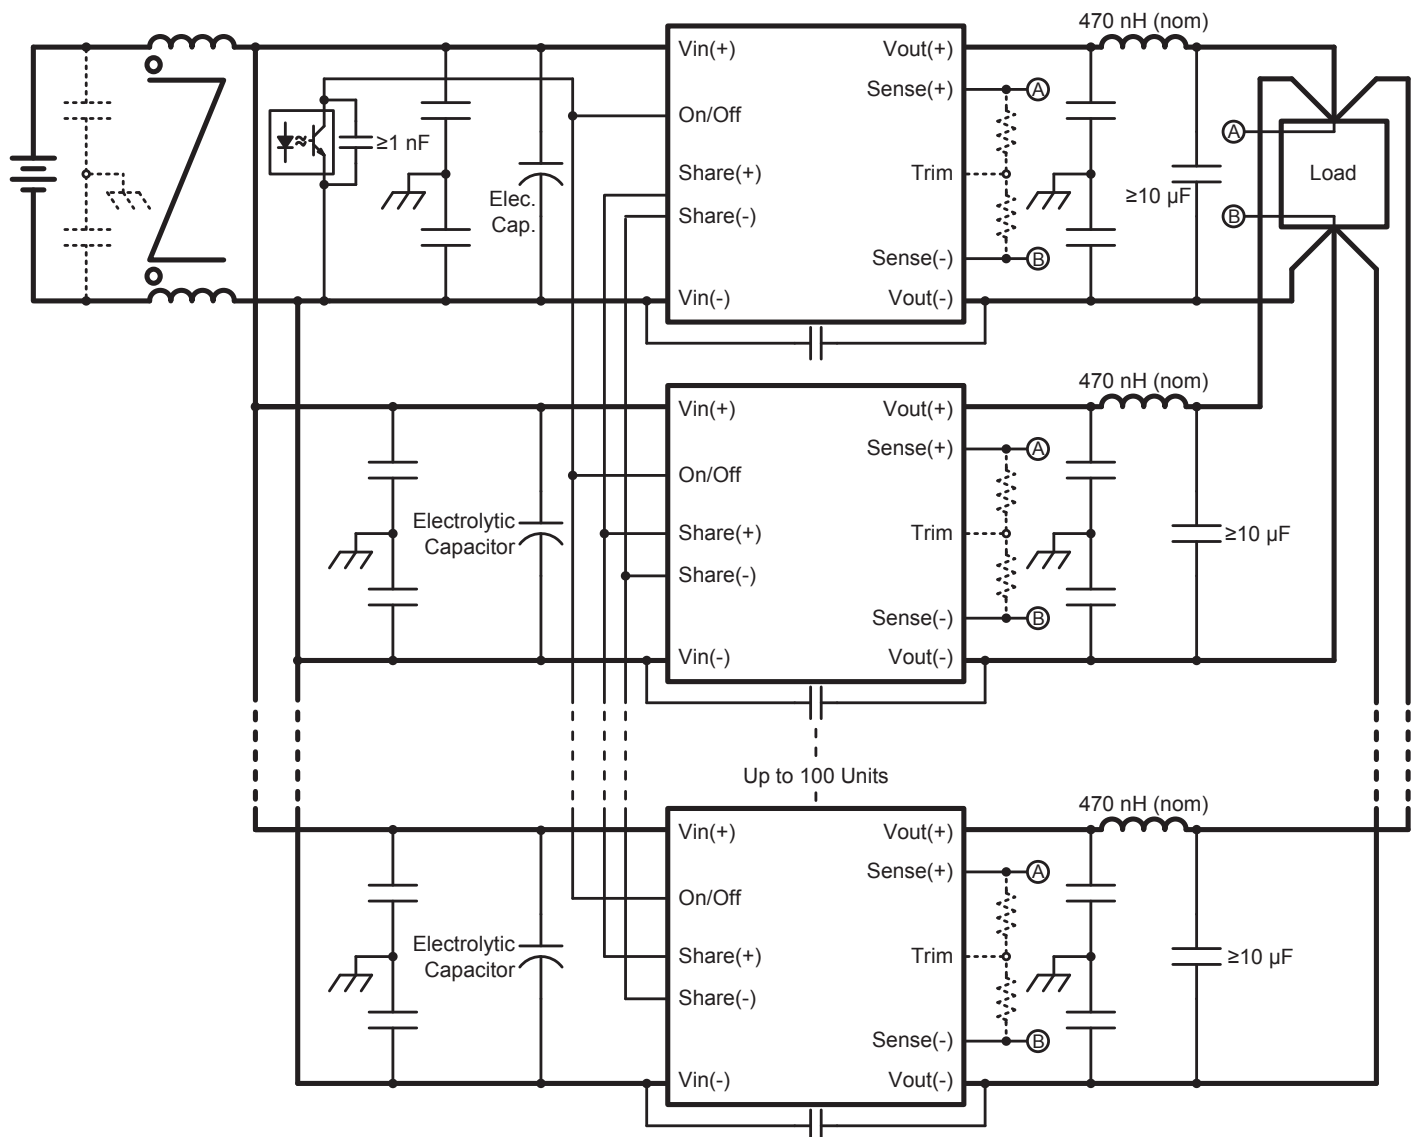 470 nH (nom)
Vin(+)
Vout(+)
Sense(+)
A
On/Off
≥1 nF
A
Share(+)
Trim
Load
Elec.
Cap.
≥10 µF
Share(-)
B
Sense(-)
B
Vin(-)
Vout(-)
470 nH (nom)
Vin(+)
Vout(+)
Sense(+)
A
On/Off
Electrolytic
Capacitor
Share(+)
Trim
≥10 µF
Share(-)
Sense(-)
B
Vin(-)
Vout(-)
Up to 100 Units
470 nH (nom)
Vin(+)
Vout(+)
Sense(+)
A
On/Off
Electrolytic
Capacitor
Share(+)
Trim
≥10 µF
Share(-)
Sense(-)
B
Vin(-)
Vout(-)